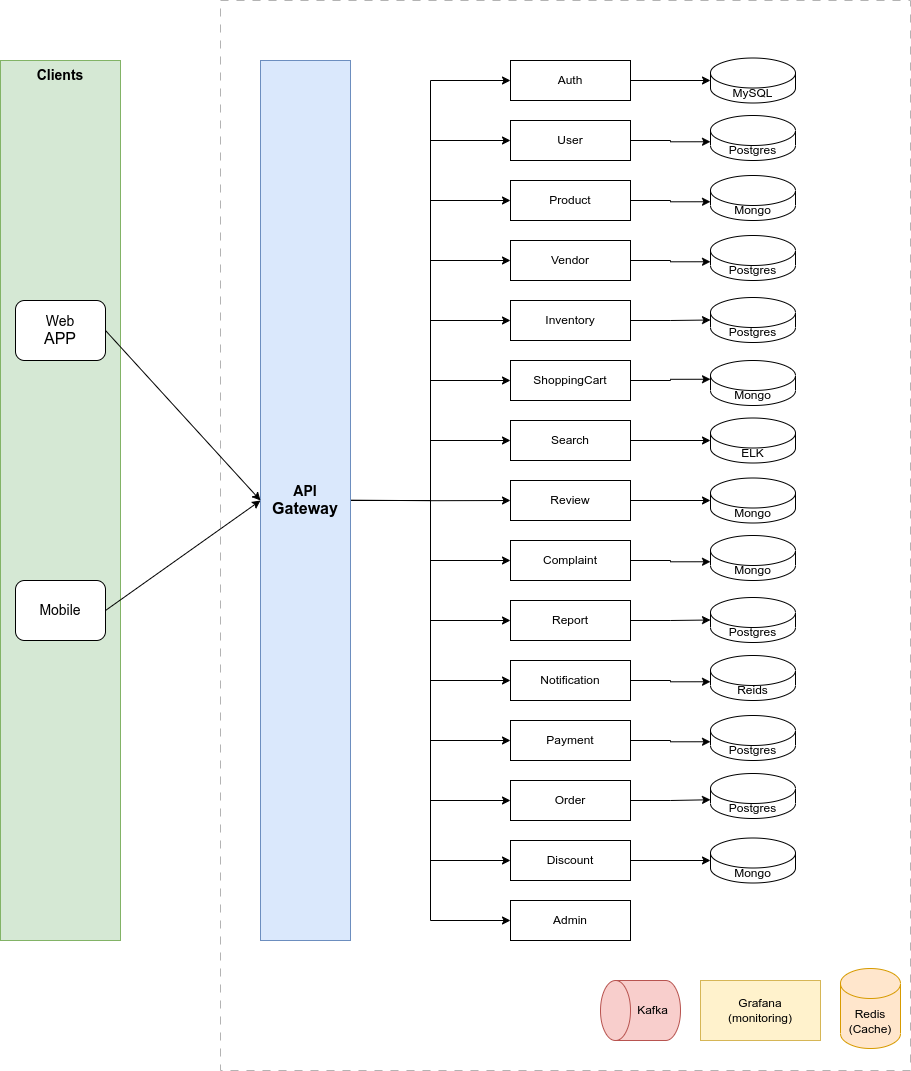 Clients
Web
APP
Mobile
API
Gateway
Auth
MySQL
User
Postgres
Product
Mongo
Vendor
Postgres
Inventory
Postgres
ShoppingCart
Mongo
Search
ELK
Review
Mongo
Complaint
Mongo
Report
Postgres
Notification
Reids
Payment
Postgres
Order
Postgres
Discount
Mongo
Admin
Kafka
Grafana
(monitoring)
Redis
(Cache)